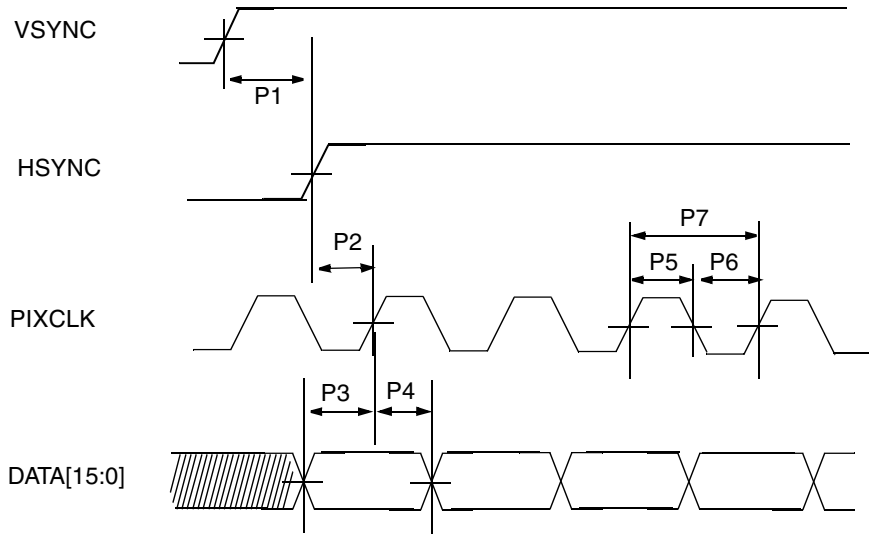 VSYNC
P1
HSYNC
P2
P7
P5
P6
PIXCLK
P3
P4
DATA[15:0]